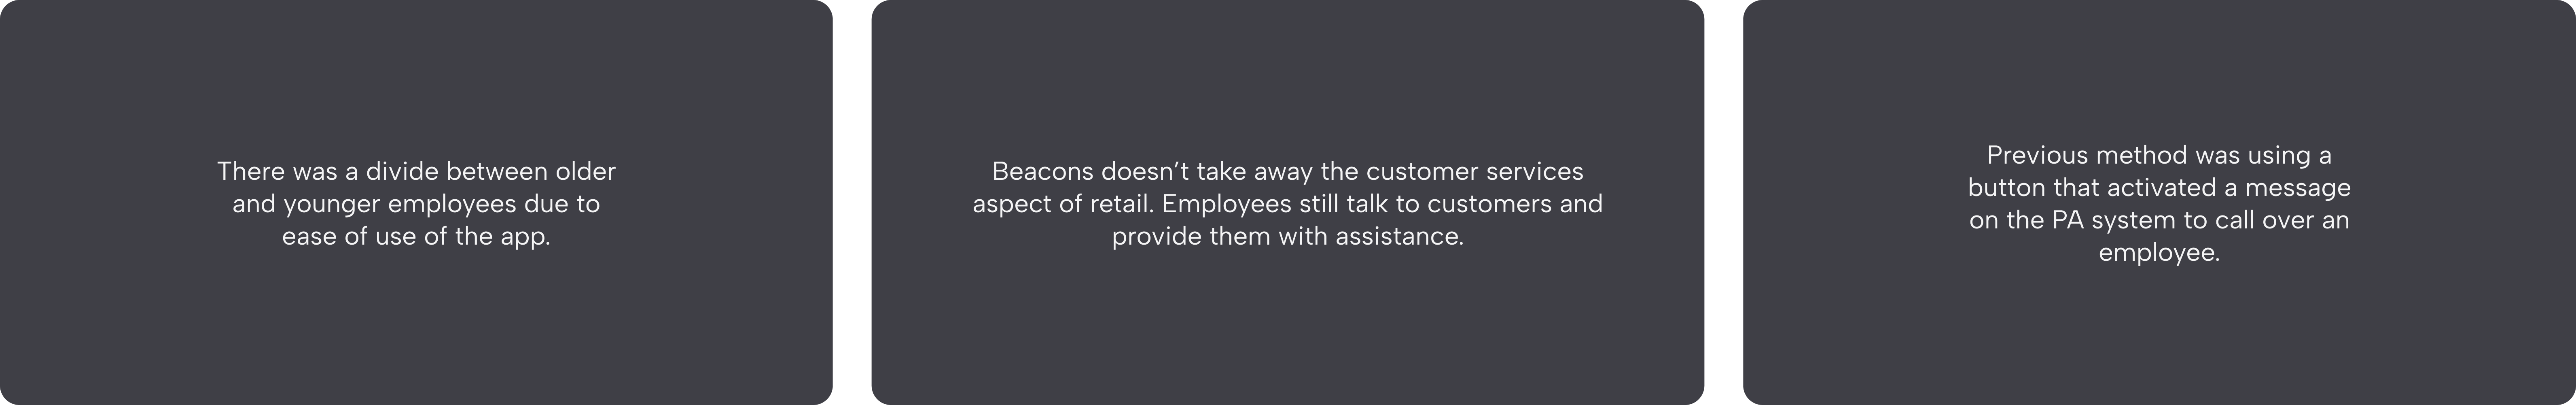 There was a divide between older
and younger employees due to
ease of use of the app.
Beacons doesn’t take away the customer services
aspect of retail. Employees still talk to customers and
provide them with assistance.
Previous method was using a
button that activated a message
on the PA system to call over an
employee.